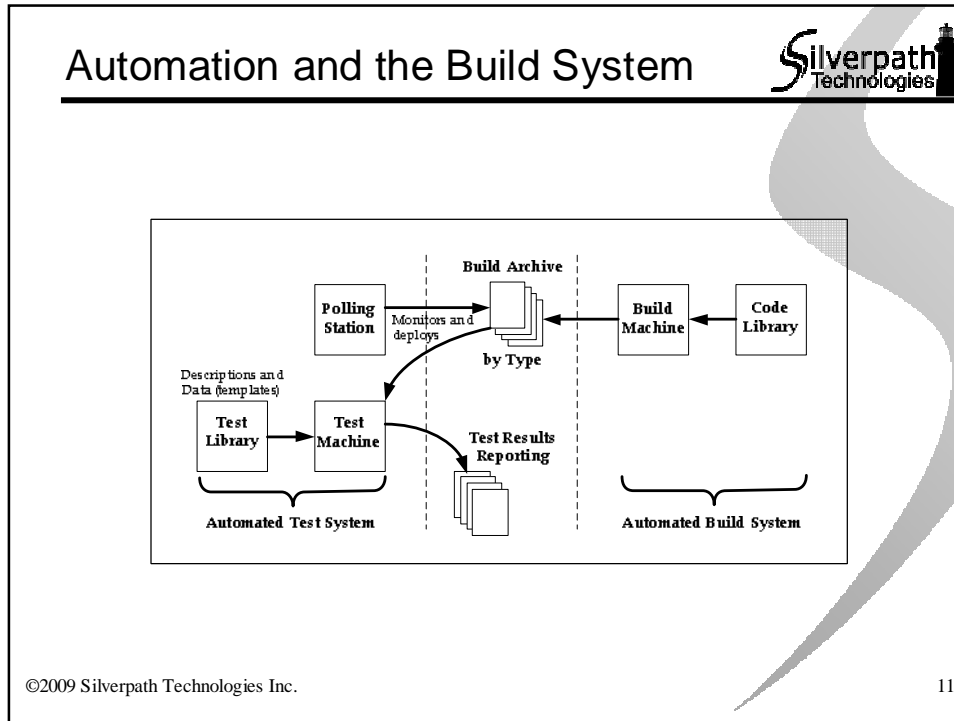 Automation and the Build System
Silverpath
Technologies
Build Archive
Polling
Station
Monitors and
deploys
Build
Machine
Code
Library
by Type
Descriptions and
Data (templates)
Test
Library
Test
Machine
Test Results
Reporting
Automated Test System
Automated Build System
©2009 Silverpath Technologies Inc.
11